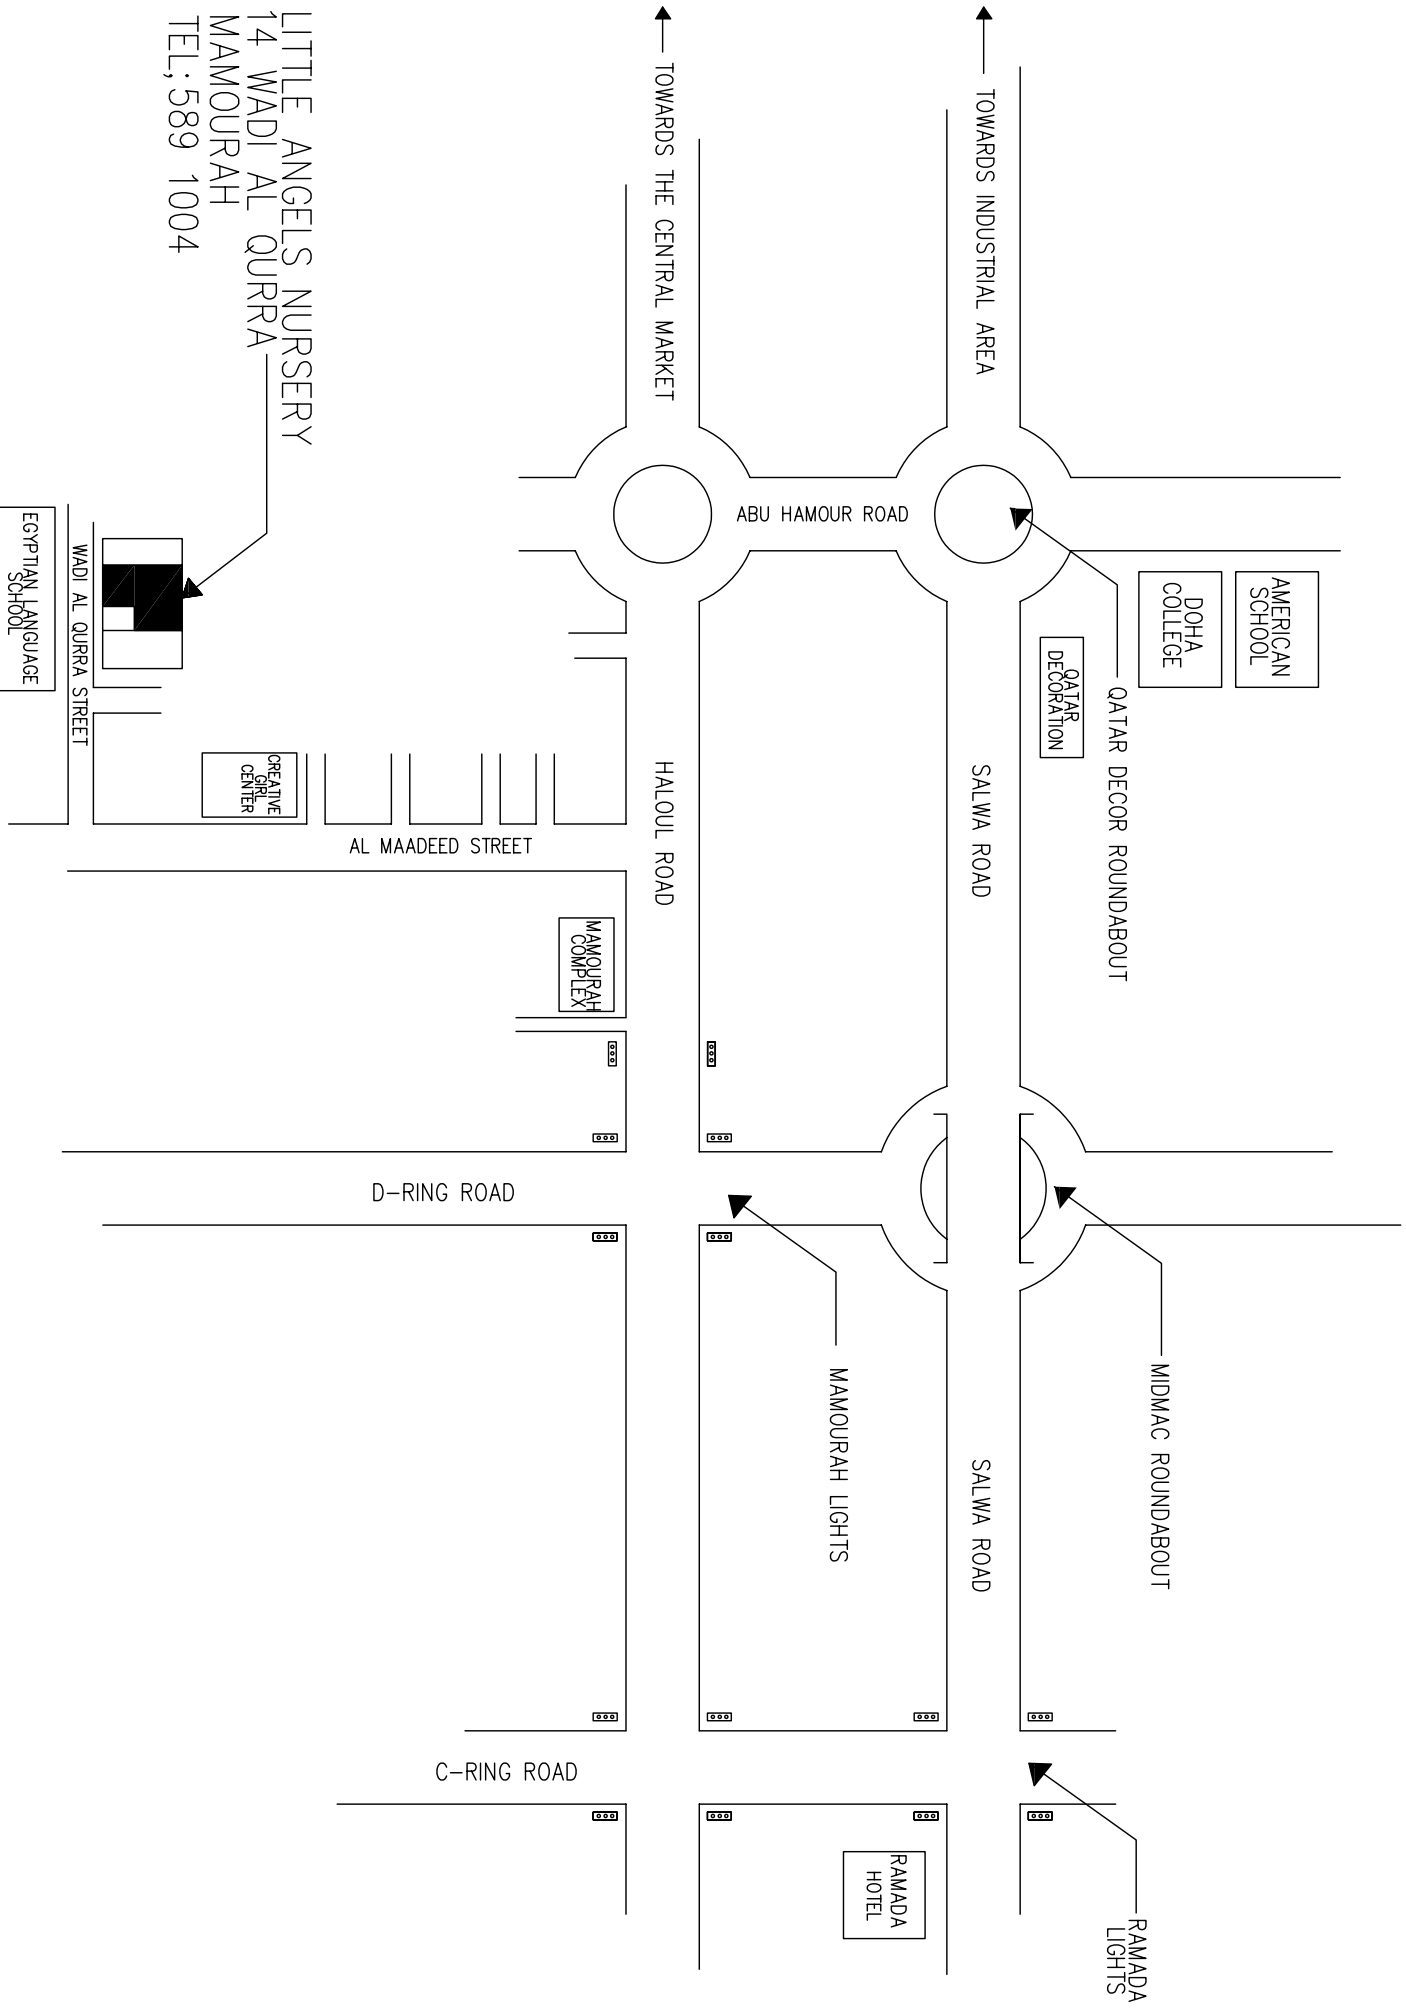 AMERICAN
SCHOOL
DOHA
COLLEGE
QATAR DECOR ROUNDABOUT
QATAR
DECORATION
TOWARDS INDUSTRIAL AREA
SALWA ROAD
SALWA ROAD
MIDMAC ROUNDABOUT
RAMADA
LIGHTS
RAMADA
HOTEL
ABU HAMOUR ROAD
MAMOURAH LIGHTS
TOWARDS THE CENTRAL MARKET
HALOUL ROAD
MAMOURAH
COMPLEX
D-RING ROAD
C-RING ROAD
AL MAADEED STREET
CREATIVE
GIRL
CENTER
LITTLE ANGELS NURSERY
14 WADI AL QURRA
MAMOURAH
TEL; 589 1004
WADI AL QURRA STREET
EGYPTIAN LANGUAGE
SCHOOL